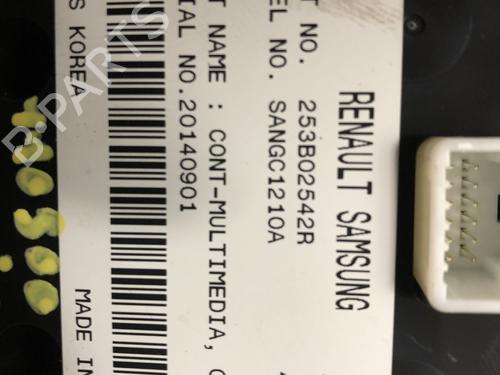 RENAULT SAMSUNG
T NO. 253B02542R
EL NO. SANGC1210A
T NAME : CONT-MULTIMEDIA, C
IAL NO.20140901
S KOREA
MADE IN
B-PARTS